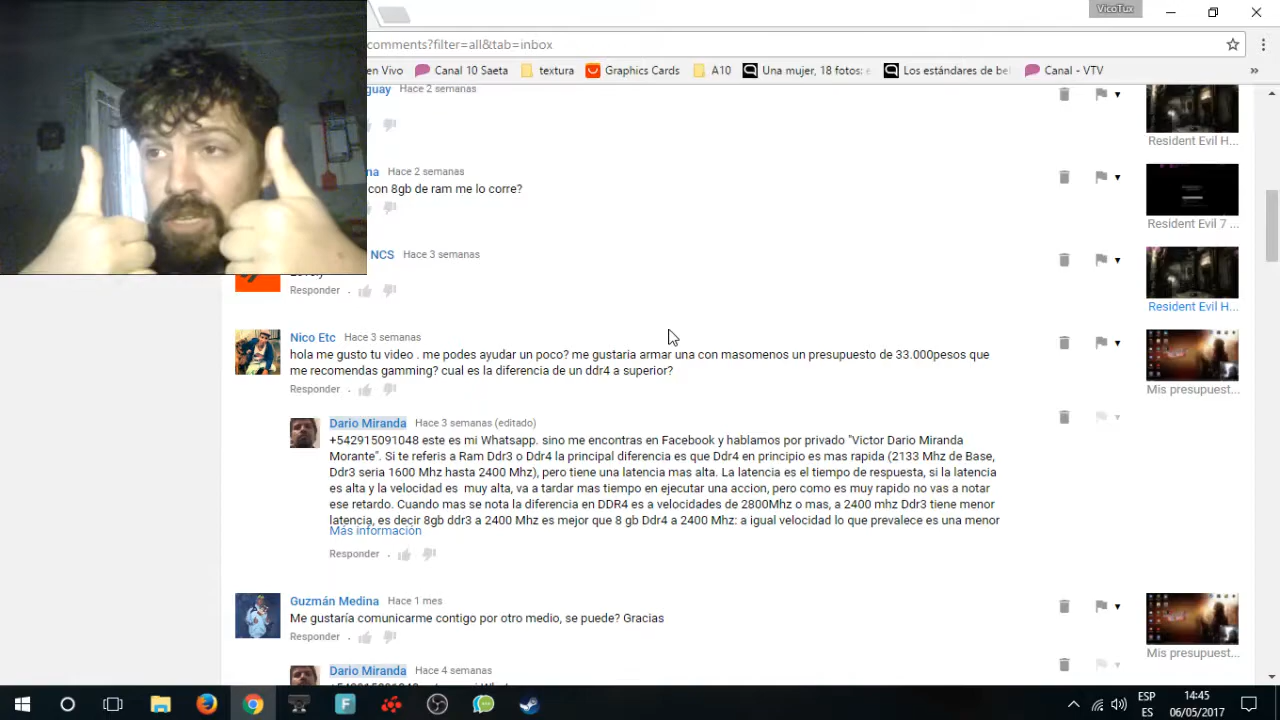 VicoTux
comments?filter=all&tab=inbox
en Vivo
Canal 10 Saeta
textura
Graphics Cards
A10
Una mujer, 18 fotos:
Los estándares de bel
Canal - VTV
»
guay Hace 2 semanas
Resident Evil H...
na Hace 2 semanas
con 8gb de ram me lo corre?
Resident Evil 7 ...
NCS Hace 3 semanas
Responder .
Resident Evil H...
Nico Etc Hace 3 semanas
hola me gusto tu video . me podes ayudar un poco? me gustaria armar una con masomenos un presupuesto de 33.000pesos que
me recomendas gamming? cual es la diferencia de un ddr4 a superior?
Responder .
Mis presupuest...
Dario Miranda Hace 3 semanas (editado)
+542915091048 este es mi Whatsapp. sino me encontras en Facebook y hablamos por privado "Victor Dario Miranda
Morante". Si te referis a Ram Ddr3 o Ddr4 la principal diferencia es que Ddr4 en principio es mas rapida (2133 Mhz de Base,
Ddr3 seria 1600 Mhz hasta 2400 Mhz), pero tiene una latencia mas alta. La latencia es el tiempo de respuesta, si la latencia
es alta y la velocidad es muy alta, va a tardar mas tiempo en ejecutar una accion, pero como es muy rapido no vas a notar
ese retardo. Cuando mas se nota la diferencia en DDR4 es a velocidades de 2800Mhz o mas, a 2400 mhz Ddr3 tiene menor
latencia, es decir 8gb ddr3 a 2400 Mhz es mejor que 8 gb Ddr4 a 2400 Mhz: a igual velocidad lo que prevalece es una menor
Más información
Responder .
Guzmán Medina Hace 1 mes
Me gustaría comunicarme contigo por otro medio, se puede? Gracias
Responder .
Mis presupuest...
Dario Miranda Hace 4 semanas
ESP
ES
14:45
06/05/2017